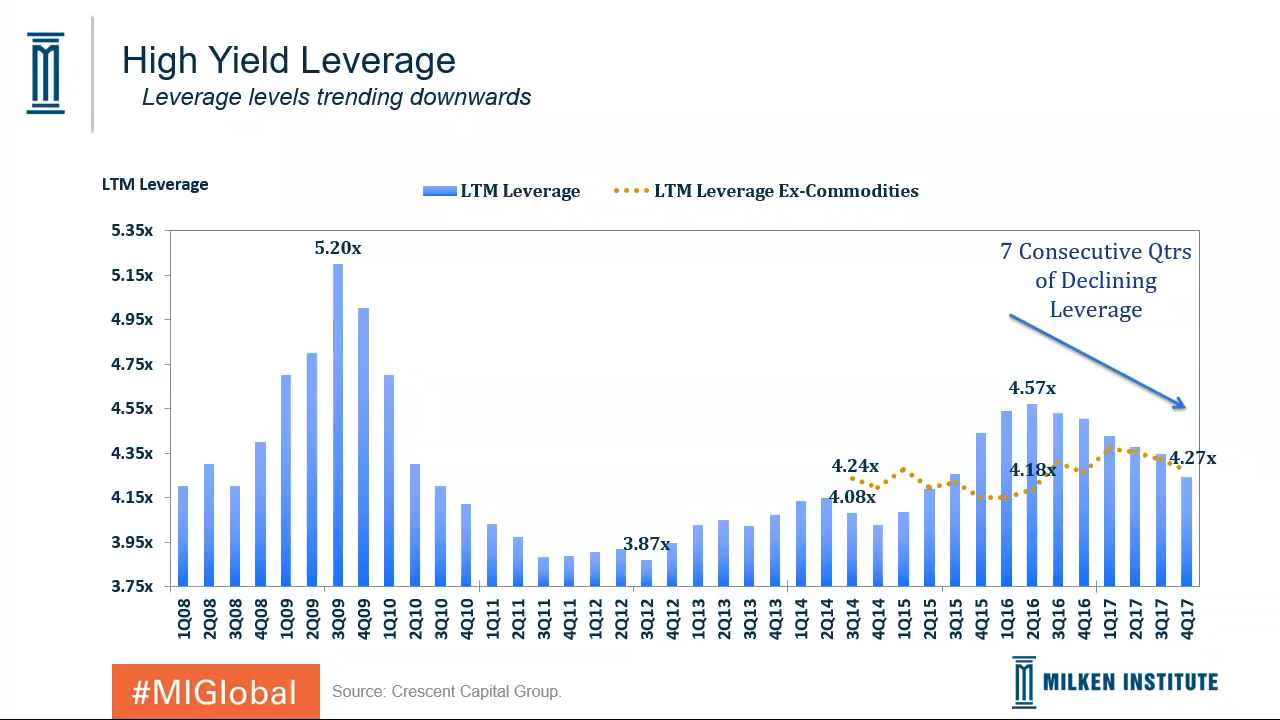 High Yield Leverage
Leverage levels trending downwards
LTM Leverage
LTM Leverage
LTM Leverage Ex-Commodities
5.35x
5.15x
4.95x
4.75x
4.55x
4.35x
4.15x
3.95x
3.75x
5.20x
3.87x
4.24x
4.08x
4.57x
4.18x
4.27x
7 Consecutive Qtrs
of Declining
Leverage
1Q08
2Q08
3Q08
4Q08
1Q09
2Q09
3Q09
4Q09
1Q10
2Q10
3Q10
4Q10
1Q11
2Q11
3Q11
4Q11
1Q12
2Q12
3Q12
4Q12
1Q13
2Q13
3Q13
4Q13
1Q14
2Q14
3Q14
4Q14
1Q15
2Q15
3Q15
4Q15
1Q16
2Q16
3Q16
4Q16
1Q17
2Q17
3Q17
4Q17
#MIGlobal
Source: Crescent Capital Group.
MILKEN INSTITUTE